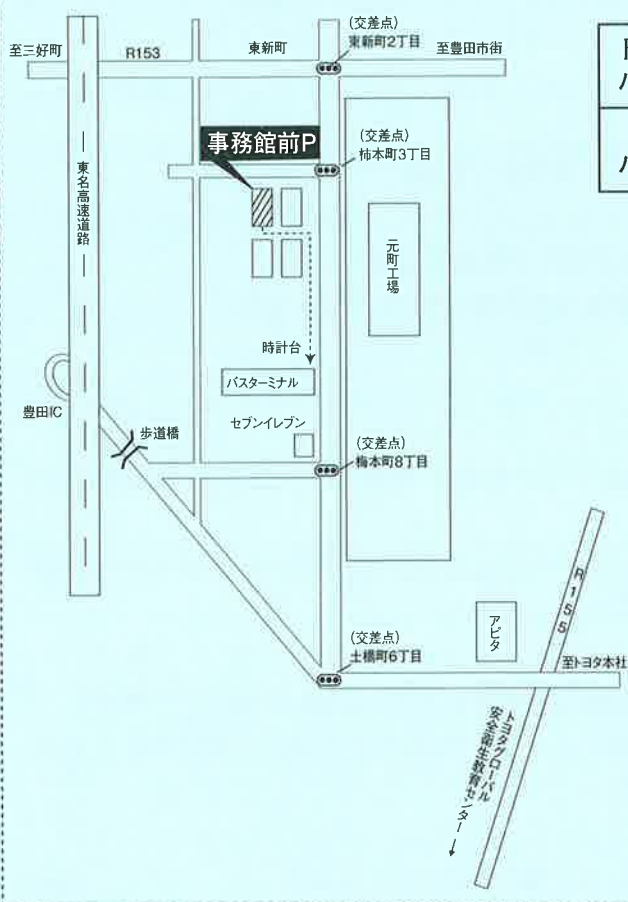 (交差点)
東新町2丁目
至三好町
R153
東新町
至豊田市街
事務館前P
(交差点)
柿本町3丁目
東名高速道路
元町工場
時計台
バスターミナル
豊田IC
歩道橋
セブンイレブン
(交差点)
梅本町8丁目
R155
アピタ
(交差点)
土橋町6丁目
至トヨタ本社
トヨタグローバル
安全衛生教育センター